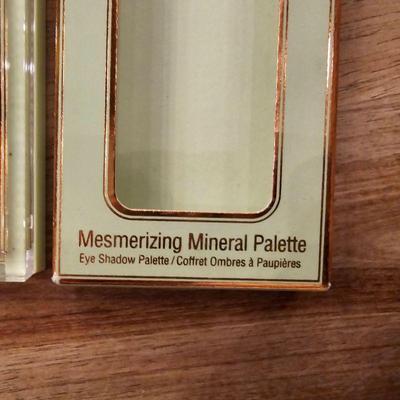 Mesmerizing Mineral Palette
Eye Shadow Palette / Coffret Ombres à Paupières